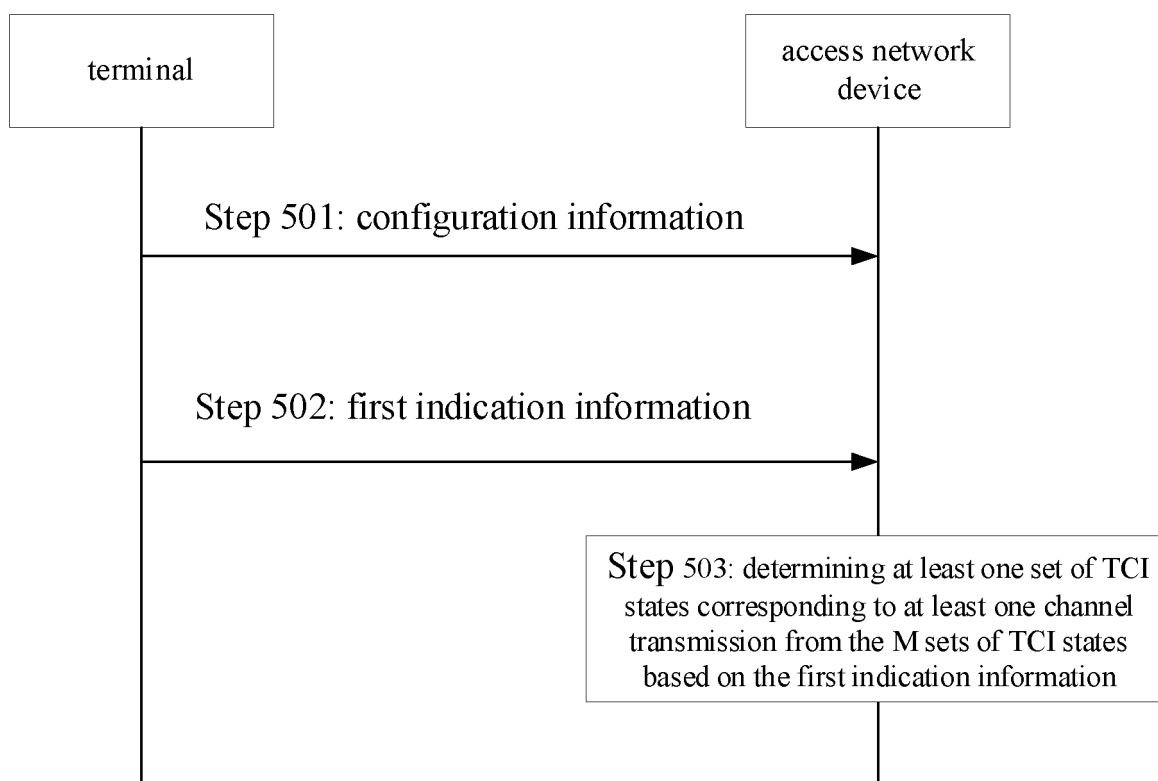 terminal
access network
device
Step 501: configuration information
Step 502: first indication information
Step 503: determining at least one set of TCI
states corresponding to at least one channel
transmission from the M sets of TCI states
based on the first indication information